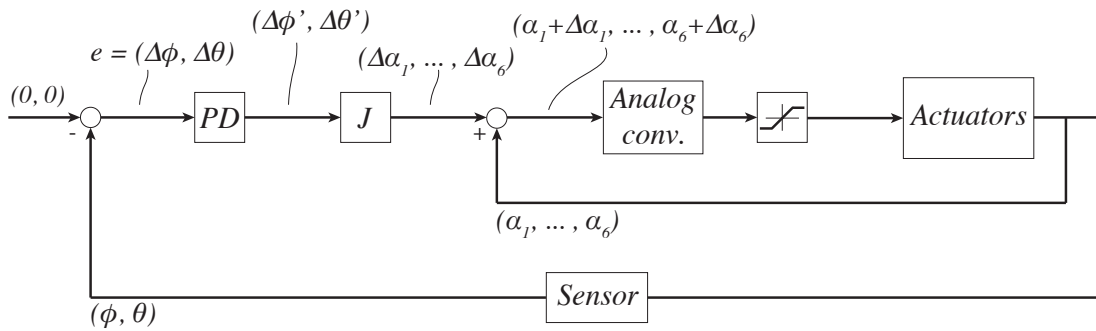 (Δϕ’, Δθ’)
(α1+Δα1, ... , α6+Δα6)
e = (Δϕ, Δθ)
(Δα1, ... , Δα6)
(0, 0)
-
PD
J
+
Analog
conv.
Actuators
(α1, ... , α6)
Sensor
(ϕ, θ)